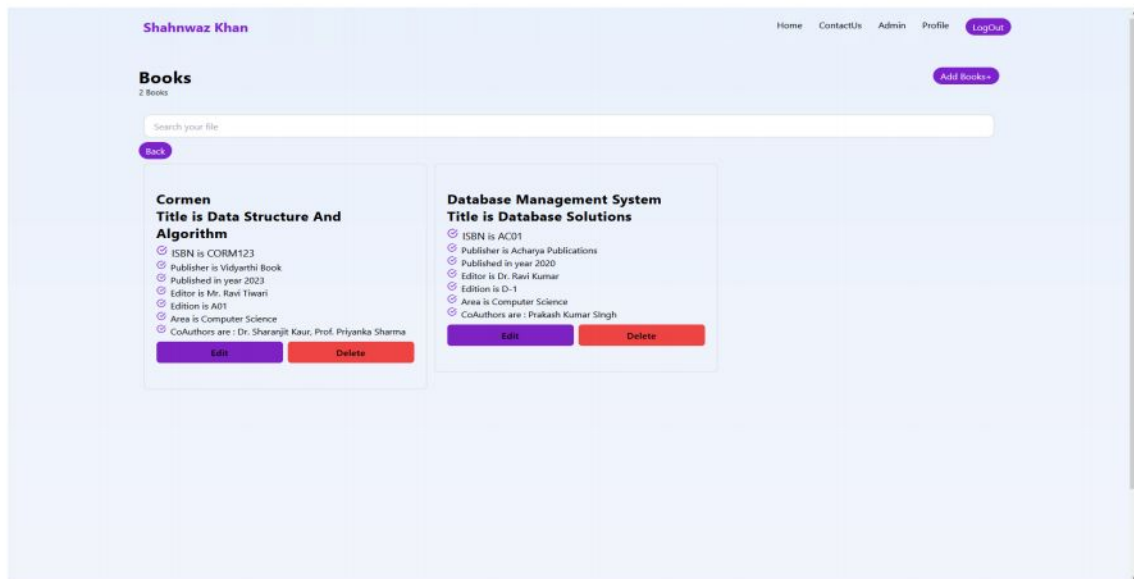 Shahnwaz Khan
Home ContactUs Admin Profile LogOut
Books
2 Books
Add Books+
Search your file
Back
Cormen
Title is Data Structure And
Algorithm
ISBN is CORM123
Publisher is Vidyarthi Book
Published in year 2023
Editor is Mr. Ravi Tiwari
Edition is A01
Area is Computer Science
CoAuthors are : Dr. Sharanjit Kaur, Prof. Priyanka Sharma
Edit Delete
Database Management System
Title is Database Solutions
ISBN is AC01
Publisher is Acharya Publications
Published in year 2020
Editor is Dr. Ravi Kumar
Edition is D-1
Area is Computer Science
CoAuthors are : Prakash Kumar Singh
Edit Delete